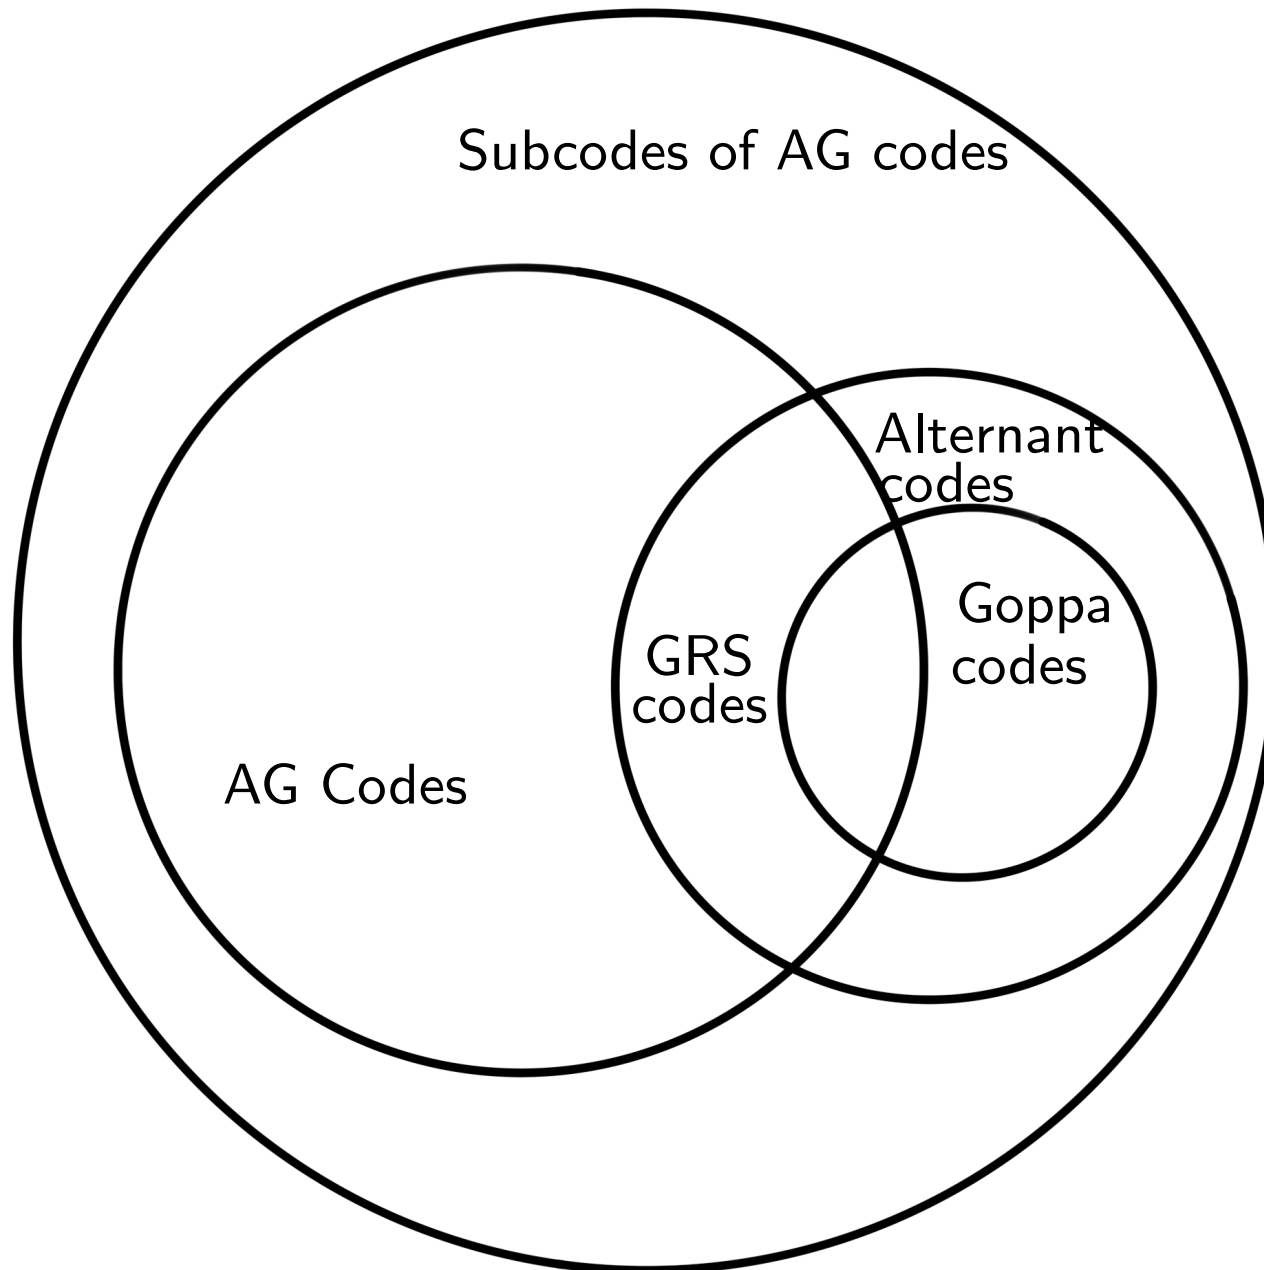 Subcodes of AG codes
Alternant
codes
Goppa
codes
GRS
codes
AG Codes